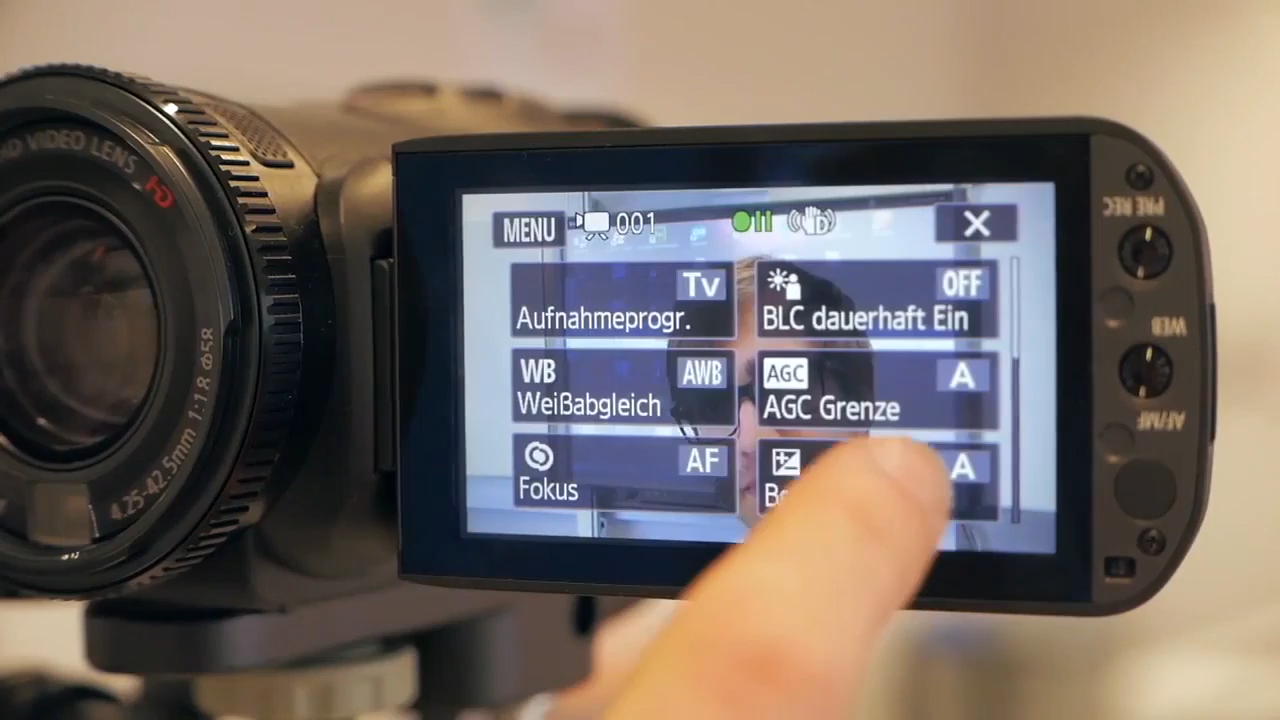 HD VIDEO LENS
HD
4.25-42.5mm 1:1.8 Φ58
MENU
001
Tv
Aufnahmeprogr.
OFF
BLC dauerhaft Ein
WB
AWB
Weißabgleich
AGC
A
AGC Grenze
AF
Fokus
A
PRE REC
WEB
AF/MF